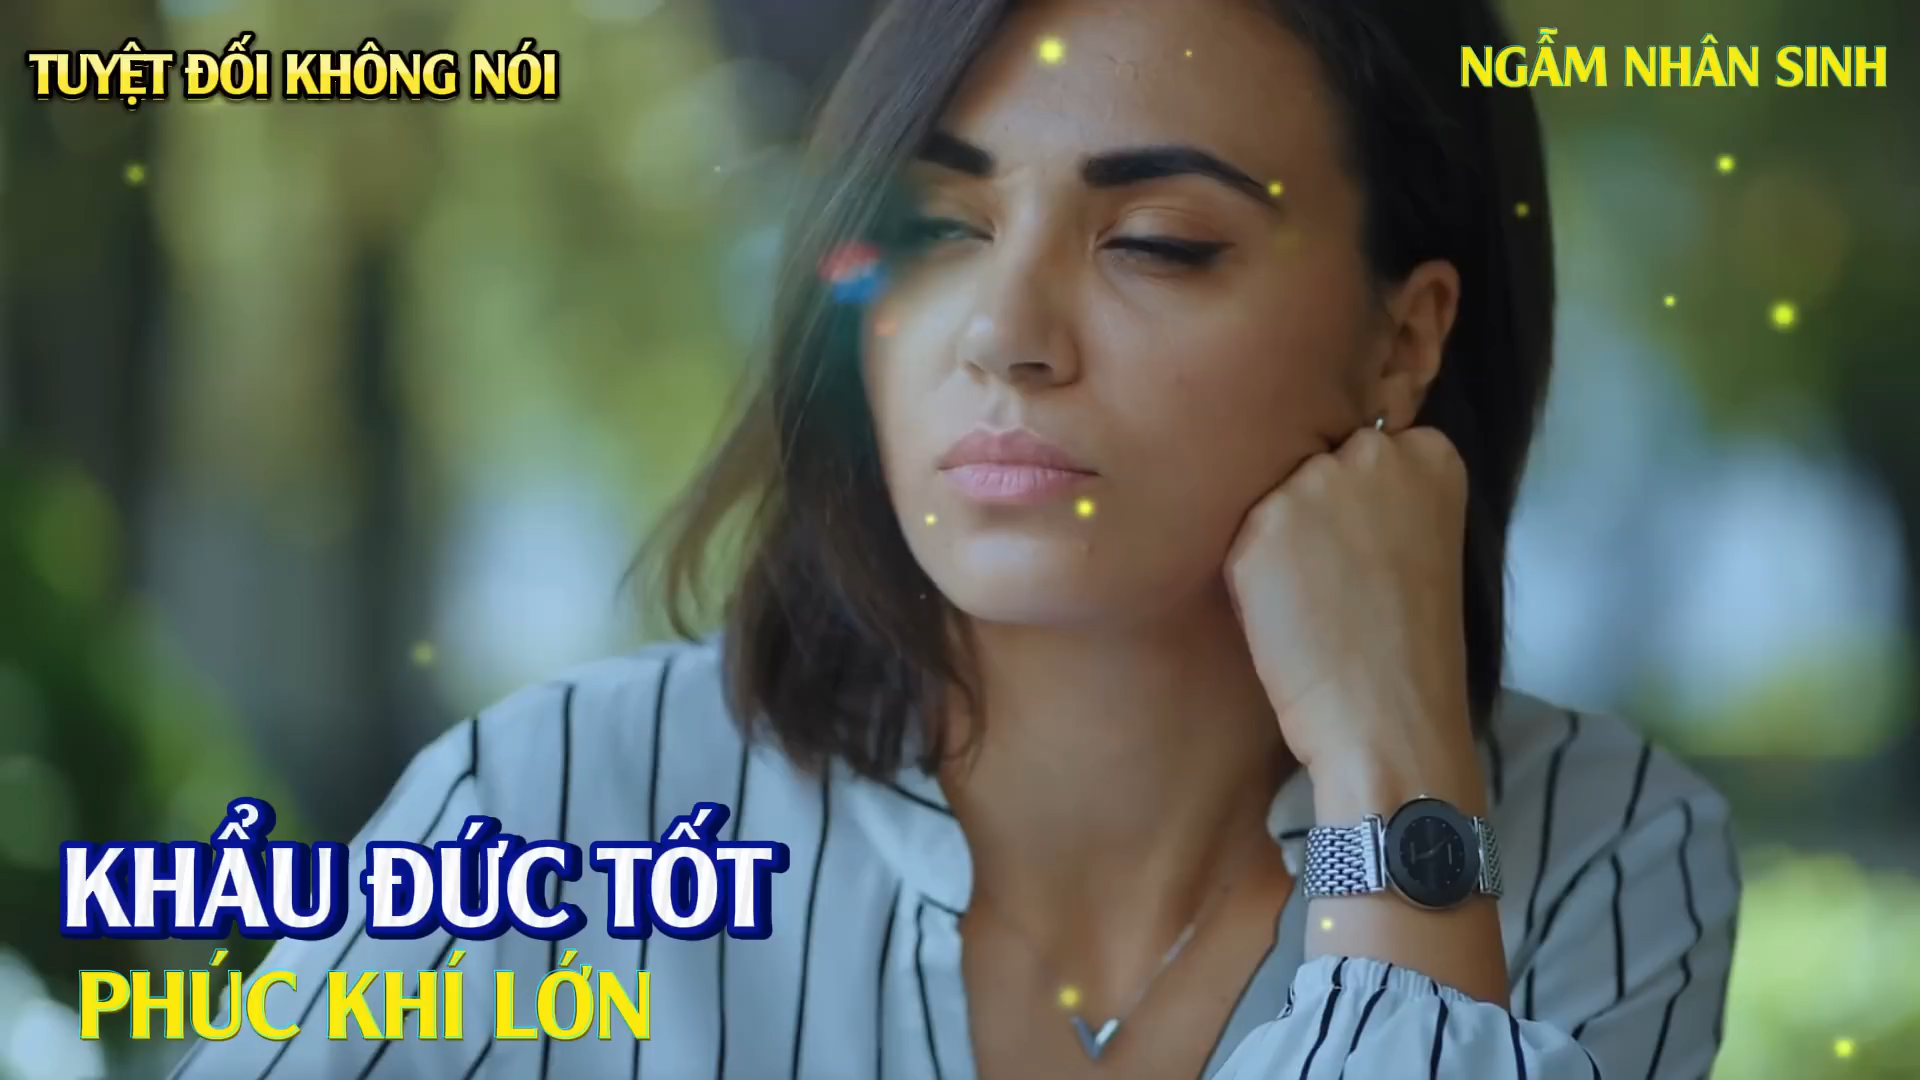 TUYỆT ĐỐI KHÔNG NÓI
NGẪM NHÂN SINH
KHẨU ĐỨC TỐT
PHÚC KHÍ LỚN